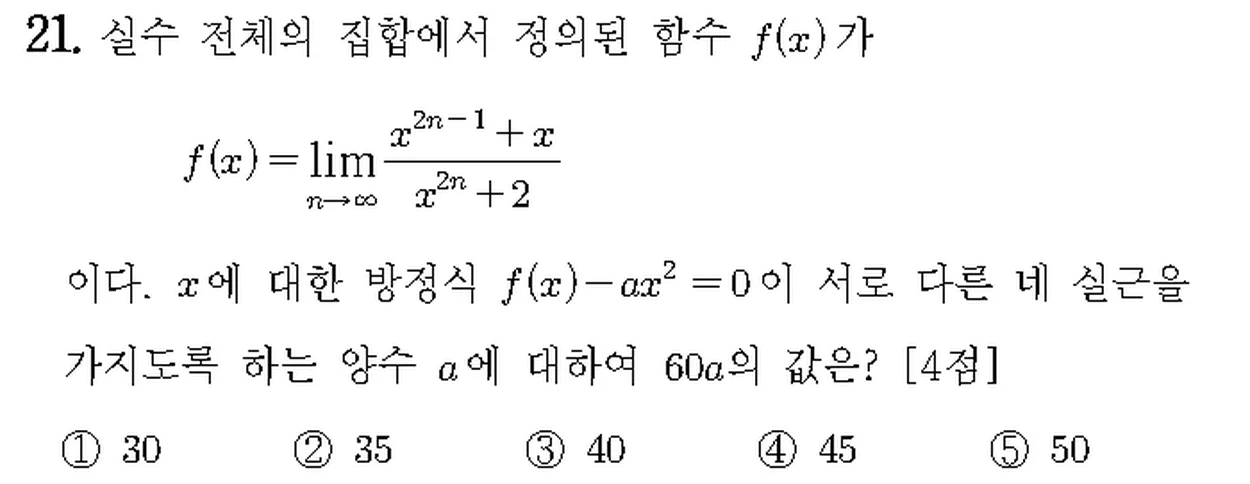 21. 실수 전체의 집합에서 정의된 함수 f(x)가
f(x) = lim_{n→∞} \frac{x^{2n-1}+x}{x^{2n}+2}
이다. x에 대한 방정식 f(x)-ax^2=0이 서로 다른 네 실근을
가지도록 하는 양수 a에 대하여 60a의 값은? [4점]
① 30 ② 35 ③ 40 ④ 45 ⑤ 50